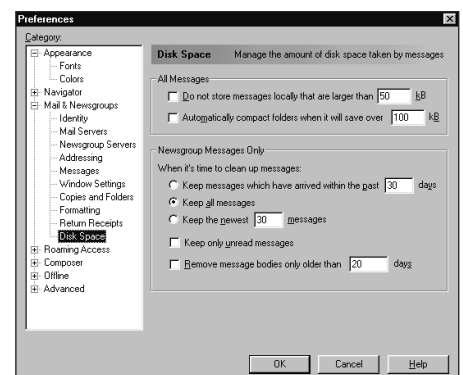 Preferences
Category:
Appearance
Fonts
Colors
Navigator
Mail & Newsgroups
Identity
Mail Servers
Newsgroup Servers
Addressing
Messages
Window Settings
Copies and Folders
Formatting
Return Receipts
Disk Space
Roaming Access
Composer
Offline
Advanced
Disk Space Manage the amount of disk space taken by messages
All Messages
Do not store messages locally that are larger than 50 kB
Automatically compact folders when it will save over 100 kB
Newsgroup Messages Only
When it's time to clean up messages:
Keep messages which have arrived within the past 30 days
Keep all messages
Keep the newest 30 messages
Keep only unread messages
Remove message bodies only older than 20 days
OK Cancel Help